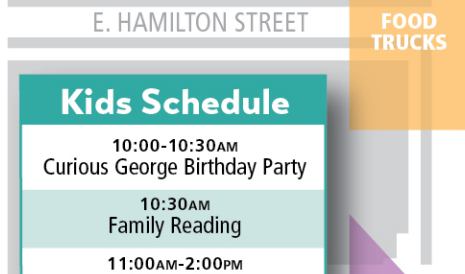 E. HAMILTON STREET
FOOD
TRUCKS
Kids Schedule
10:00-10:30AM
Curious George Birthday Party
10:30AM
Family Reading
11:00AM-2:00PM